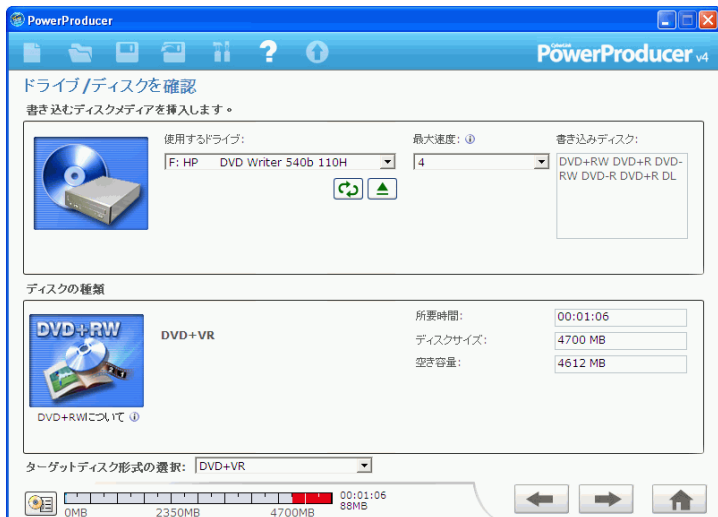 PowerProducer
CyberLink
PowerProducer v4
ドライブ/ディスクを確認
書き込むディスクメディアを挿入します。
使用するドライブ:
最大速度:
書き込みディスク:
F: HP DVD Writer 540b 110H
4
DVD+RW DVD+R DVD-
RW DVD-R DVD+R DL
ディスクの種類
DVD+RW
DVD+VR
所要時間:
00:01:06
ディスクサイズ:
4700 MB
空き容量:
4612 MB
DVD+RWについて
ターゲットディスク形式の選択:
DVD+VR
00:01:06
88MB
0MB
2350MB
4700MB